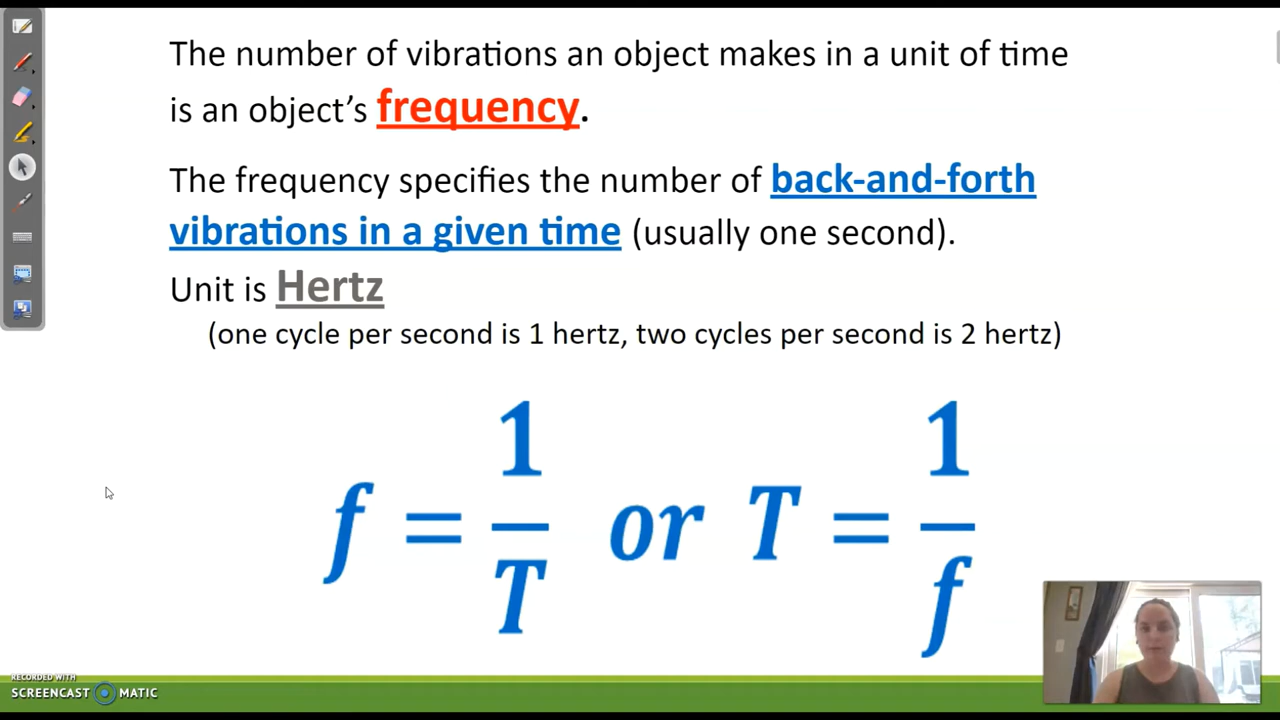 The number of vibrations an object makes in a unit of time
is an object’s frequency.
The frequency specifies the number of back-and-forth
vibrations in a given time (usually one second).
Unit is Hertz
(one cycle per second is 1 hertz, two cycles per second is 2 hertz)
f = 1/T or T = 1/f
RECORDED WITH
SCREENCAST MATIC